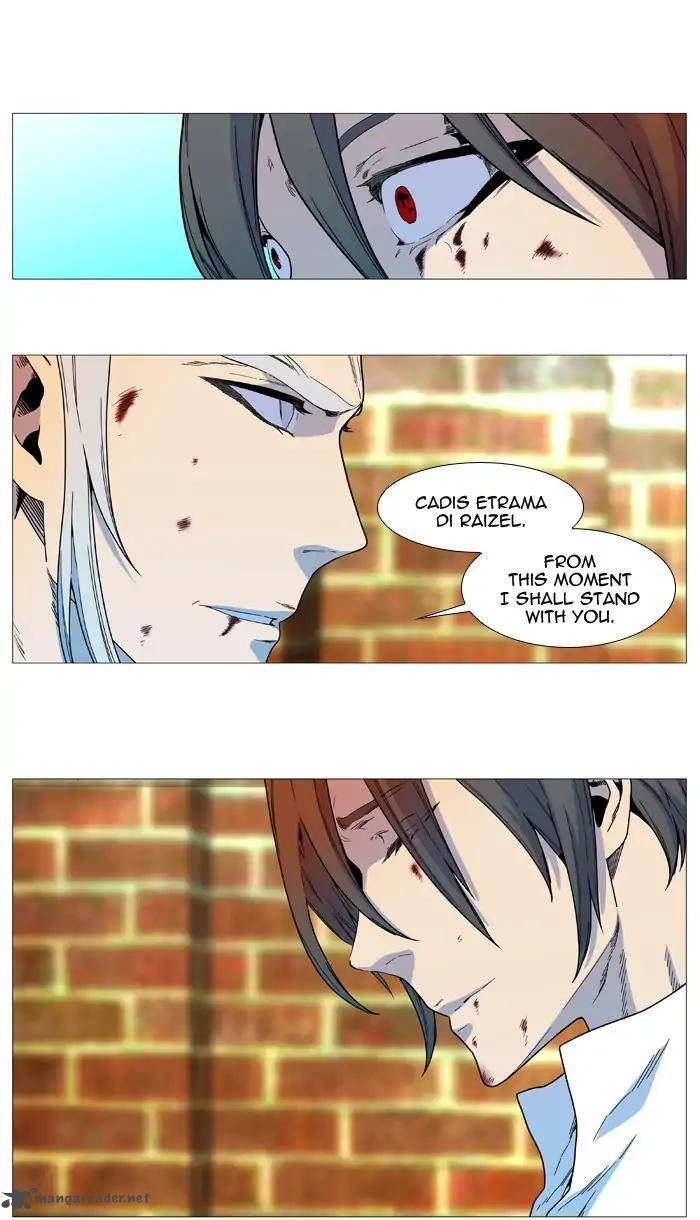 CADIS ETRAMA
DI RAIZEL.
FROM
THIS MOMENT
I SHALL STAND
WITH YOU.
mangareader.net